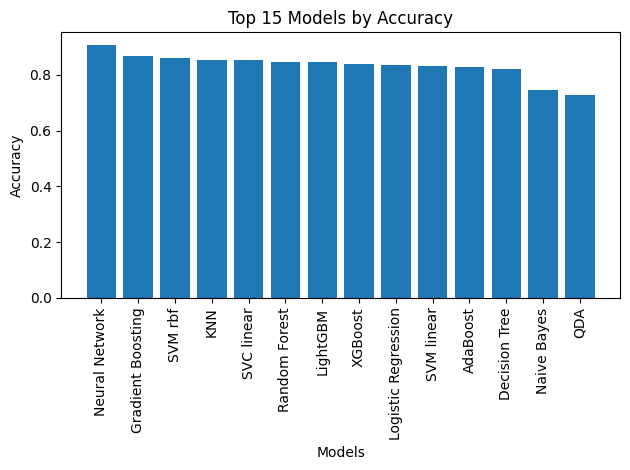 Top 15 Models by Accuracy
Accuracy
0.8
0.6
0.4
0.2
0.0
Neural Network
Gradient Boosting
SVM rbf
KNN
SVC linear
Random Forest
LightGBM
XGBoost
Logistic Regression
SVM linear
AdaBoost
Decision Tree
Naive Bayes
QDA
Models